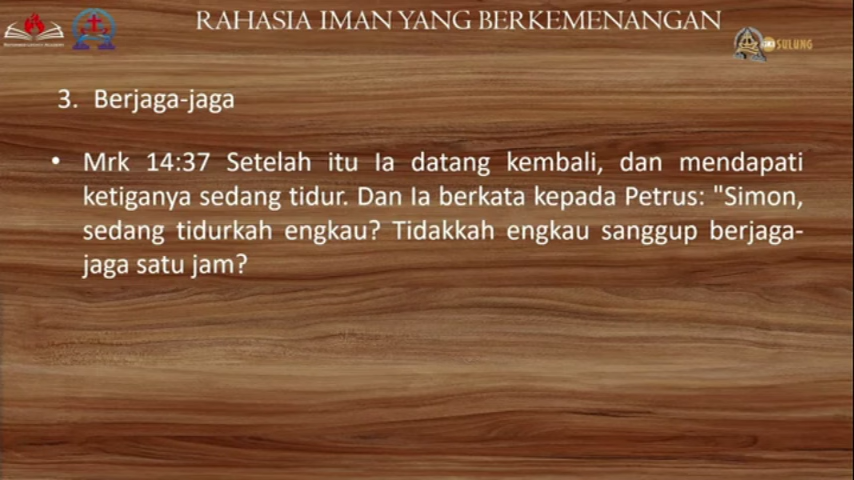 RAHASIA IMAN YANG BERKEMENANGAN
SULUNG
3. Berjaga-jaga
• Mrk 14:37 Setelah itu Ia datang kembali, dan mendapati
ketiganya sedang tidur. Dan Ia berkata kepada Petrus: "Simon,
sedang tidurkah engkau? Tidakkah engkau sanggup berjaga-
jaga satu jam?